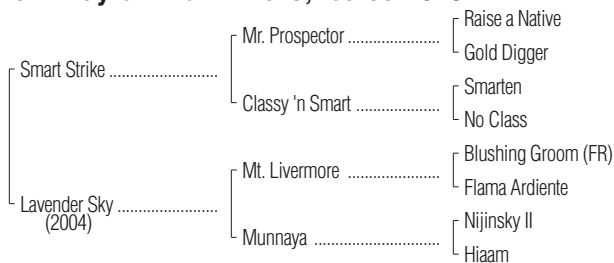 Raise a Native
Mr. Prospector ......................
Gold Digger
Smart Strike ..........................
Smarten
Classy 'n Smart ....................
No Class
Blushing Groom (FR)
Mt. Livermore ......................
Flama Ardiente
Lavender Sky ........................
(2004)
Nijinsky II
Munnaya ..............................
Hiaam